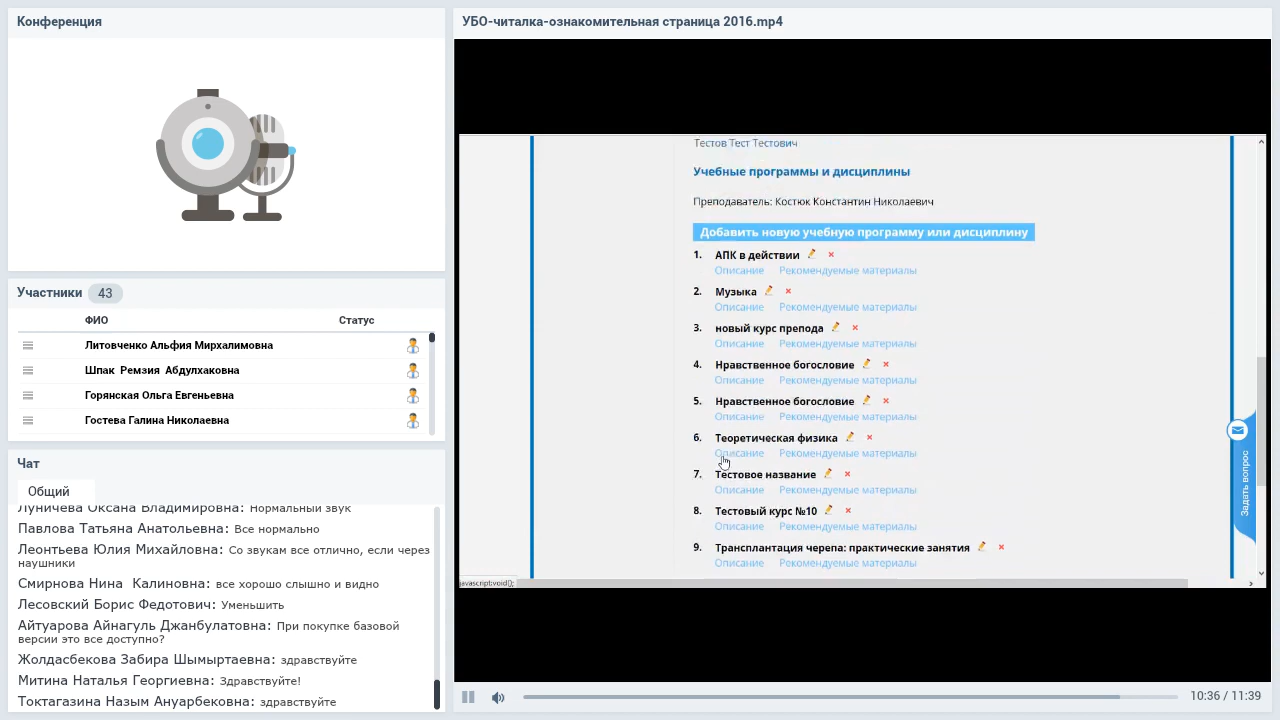 Конференция
Участники 43
ФИО Статус
Литовченко Альфия Мирхалимовна
Шпак Ремзия Абдулхаковна
Горянская Ольга Евгеньевна
Гостева Галина Николаевна
Чат
Общий
Луничева Оксана Владимировна: Нормальный звук
Павлова Татьяна Анатольевна: Все нормально
Леонтьева Юлия Михайловна: Со звукам все отлично, если через
наушники
Смирнова Нина Калиновна: все хорошо слышно и видно
Лесовский Борис Федотович: Уменьшить
Айтуарова Айнагуль Джанбулатовна: При покупке базовой
версии это все доступно?
Жолдасбекова Забира Шымыртаевна: здравствуйте
Митина Наталья Георгиевна: Здравствуйте!
Токтагазина Назым Ануарбековна: здравствуйте
УБО-читалка-ознакомительная страница 2016.mp4
Тестов Тест Тестович
Учебные программы и дисциплины
Преподаватель: Костюк Константин Николаевич
Добавить новую учебную программу или дисциплину
1. АПК в действии
Описание Рекомендуемые материалы
2. Музыка
Описание Рекомендуемые материалы
3. новый курс препода
Описание Рекомендуемые материалы
4. Нравственное богословие
Описание Рекомендуемые материалы
5. Нравственное богословие
Описание Рекомендуемые материалы
6. Теоретическая физика
Описание Рекомендуемые материалы
7. Тестовое название
Описание Рекомендуемые материалы
8. Тестовый курс №10
Описание Рекомендуемые материалы
9. Трансплантация черепа: практические занятия
Описание Рекомендуемые материалы
javascript:void();
Задать вопрос
10:36 / 11:39